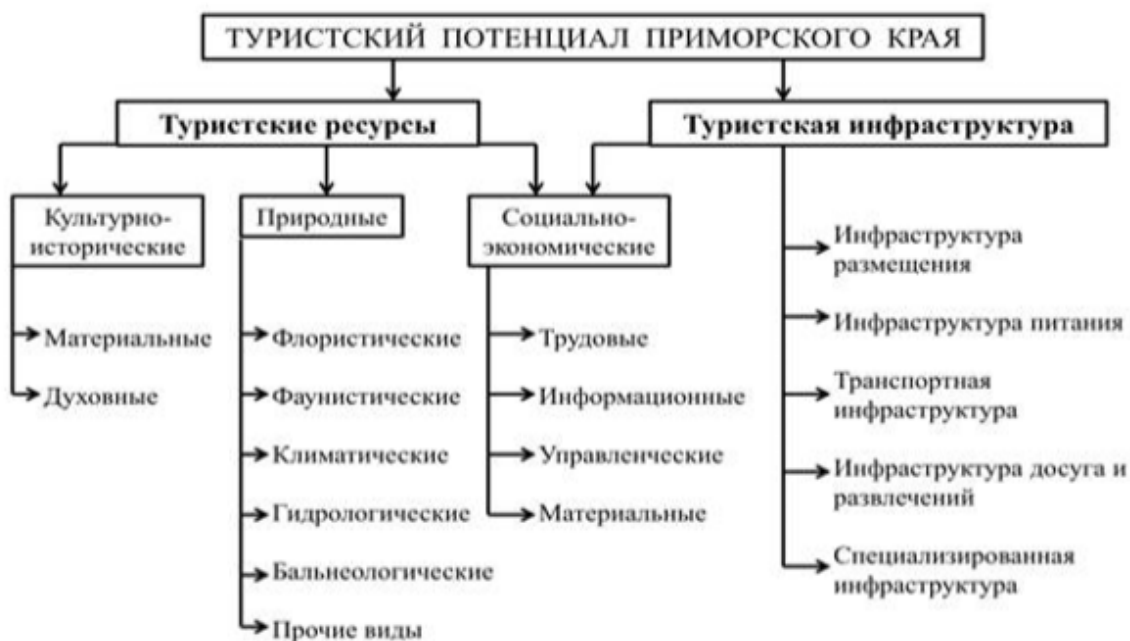 ТУРИСТСКИЙ ПОТЕНЦИАЛ ПРИМОРСКОГО КРАЯ
Туристские ресурсы
Туристская инфраструктура
Культурно-
исторические
Материальные
Духовные
Природные
Флористические
Фаунистические
Климатические
Гидрологические
Бальнеологические
Прочие виды
Социально-
экономические
Трудовые
Информационные
Управленческие
Материальные
Инфраструктура
размещения
Инфраструктура питания
Транспортная
инфраструктура
Инфраструктура досуга и
развлечений
Специализированная
инфраструктура